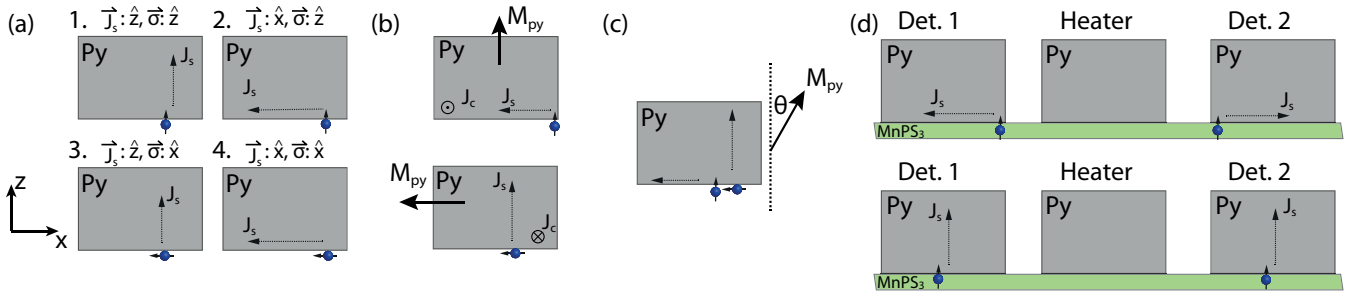 (a)
1. J⃗s: ẑ, σ⃗: ẑ
Py
Js
2. J⃗s: x̂, σ⃗: ẑ
Py
Js
3. J⃗s: ẑ, σ⃗: x̂
Py
Js
4. J⃗s: x̂, σ⃗: x̂
Py
Js
z
x
(b)
Mpy
Py
Jc
Js
Mpy
Py
Js
Jc
(c)
θ
Mpy
Py
(d)
Det. 1
Heater
Det. 2
Py
Py
Py
Js
Js
MnPS3
Det. 1
Heater
Det. 2
Py
Py
Py
Js
Js
MnPS3